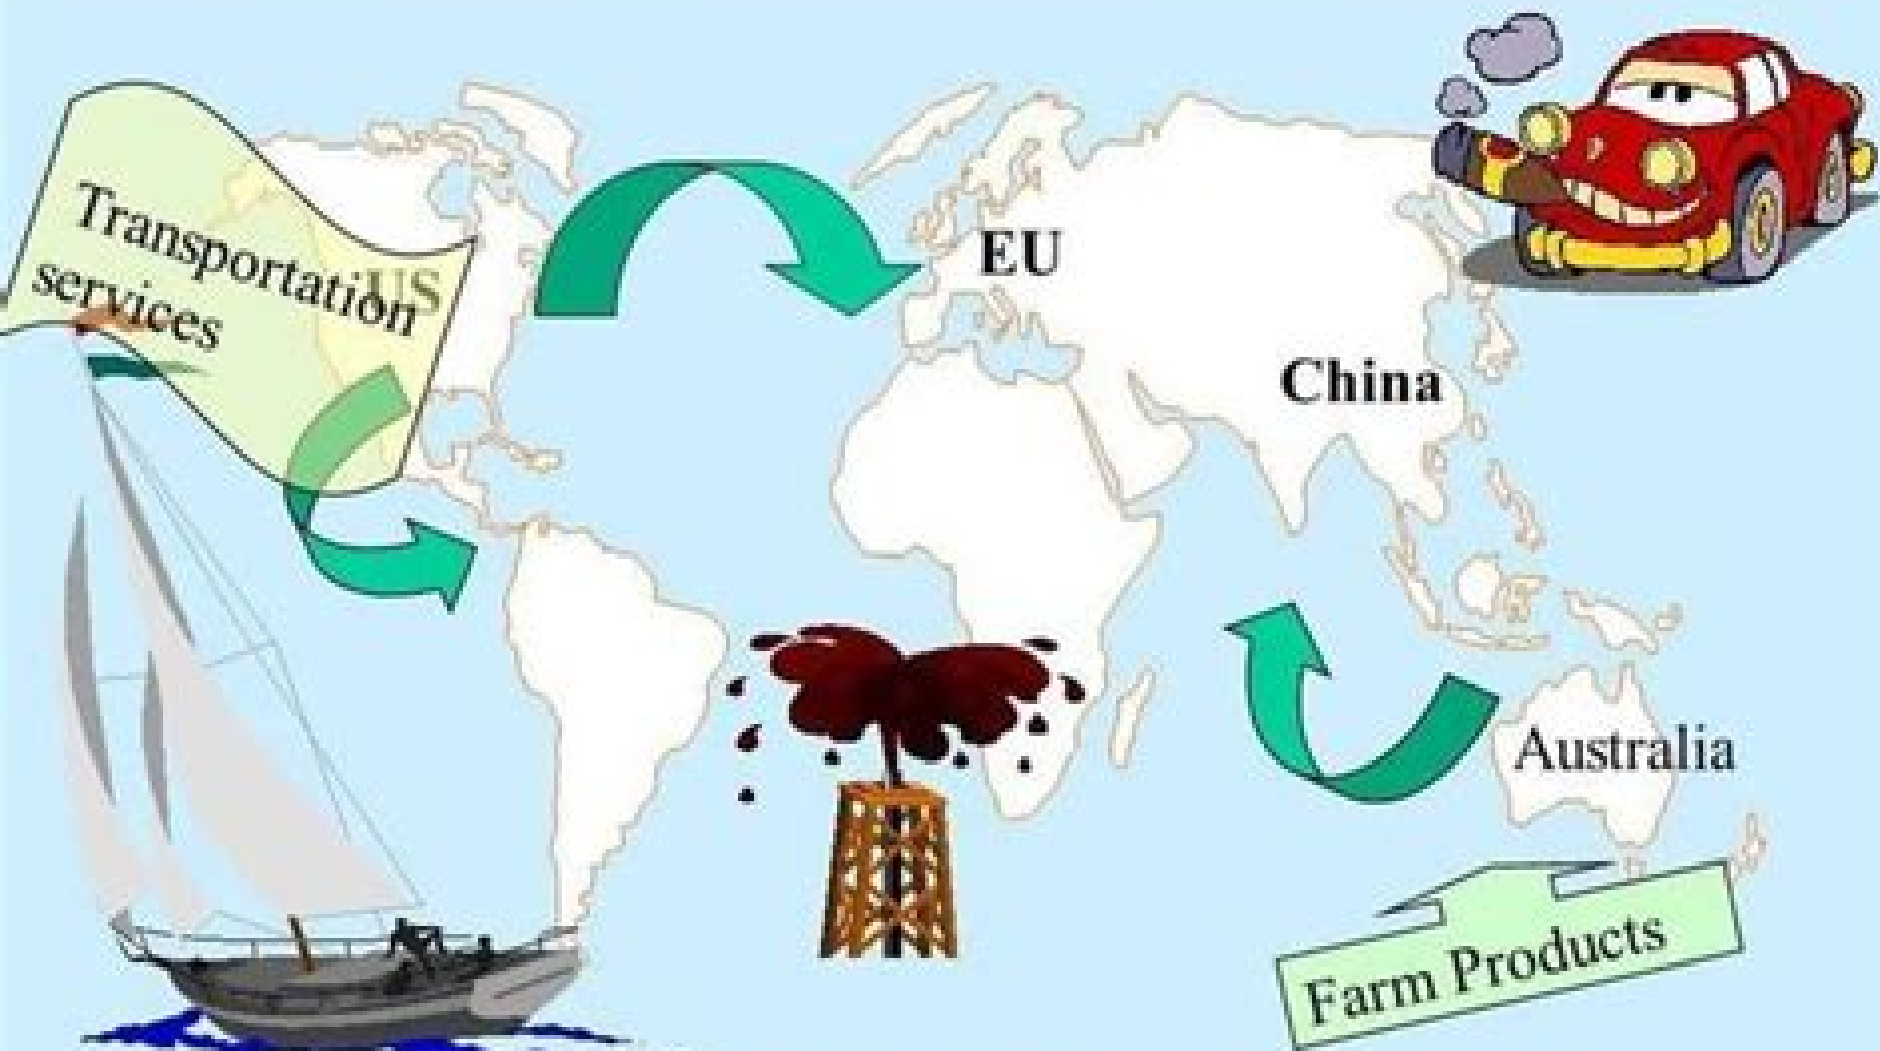 Transportation
services
US
EU
China
Australia
Farm Products